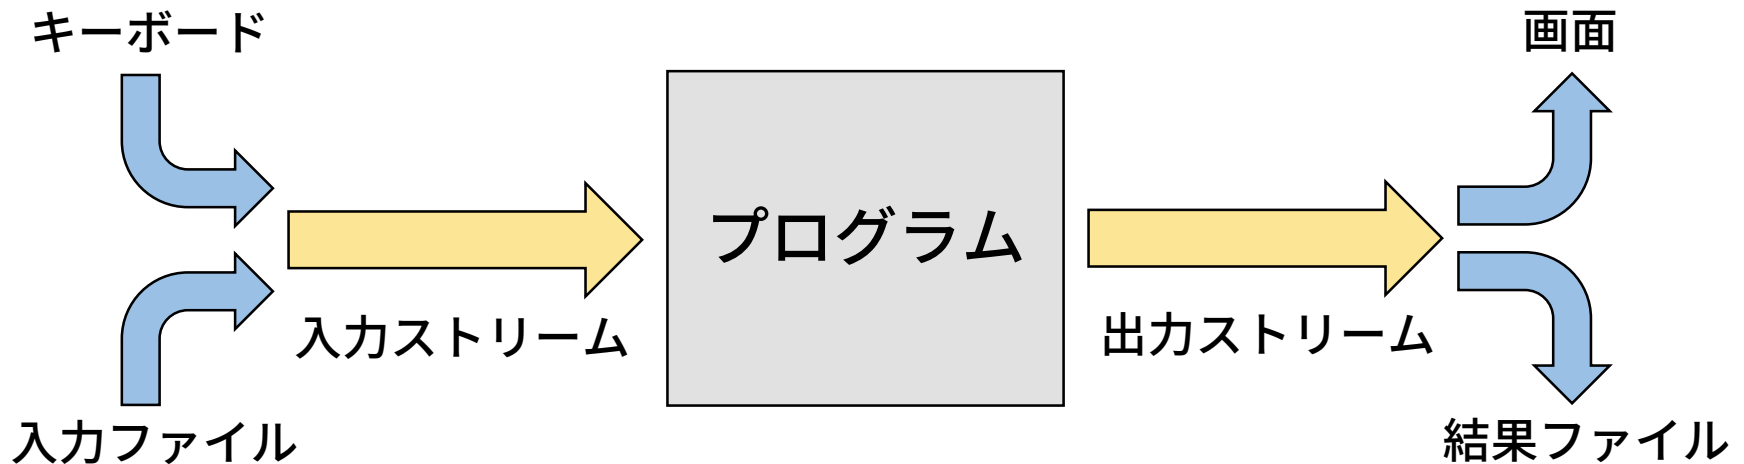 キーボード
画面
プログラム
入力ストリーム
出力ストリーム
入力ファイル
結果ファイル